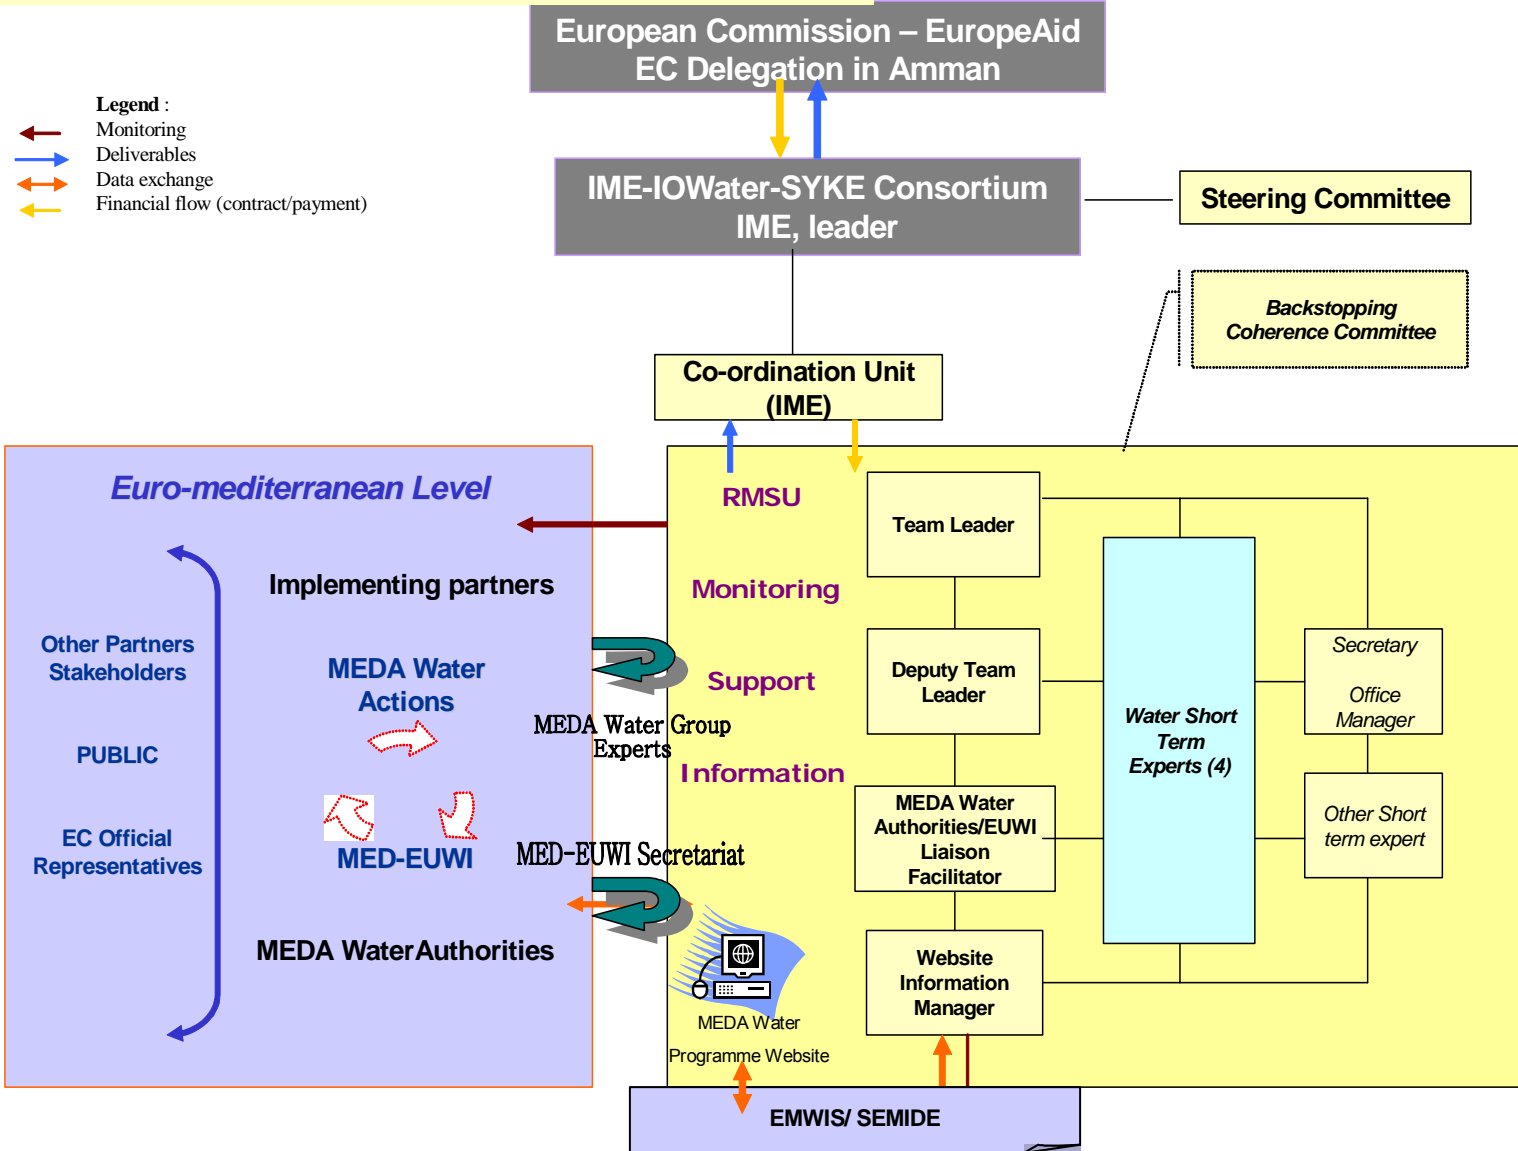 European Commission – EuropeAid
EC Delegation in Amman
Legend :
Monitoring
Deliverables
Data exchange
Financial flow (contract/payment)
IME-IOWater-SYKE Consortium
IME, leader
Steering Committee
Backstopping
Coherence Committee
Co-ordination Unit
(IME)
Euro-mediterranean Level
Implementing partners
Other Partners
Stakeholders
MEDA Water
Actions
PUBLIC
EC Official
Representatives
MED-EUWI
MEDA WaterAuthorities
MEDA Water Group
Experts
MED-EUWI Secretariat
RMSU
Monitoring
Support
Information
MEDA Water
Programme Website
Team Leader
Deputy Team
Leader
MEDA Water
Authorities/EUWI
Liaison
Facilitator
Website
Information
Manager
Water Short
Term
Experts (4)
Secretary
Office
Manager
Other Short
term expert
EMWIS/ SEMIDE